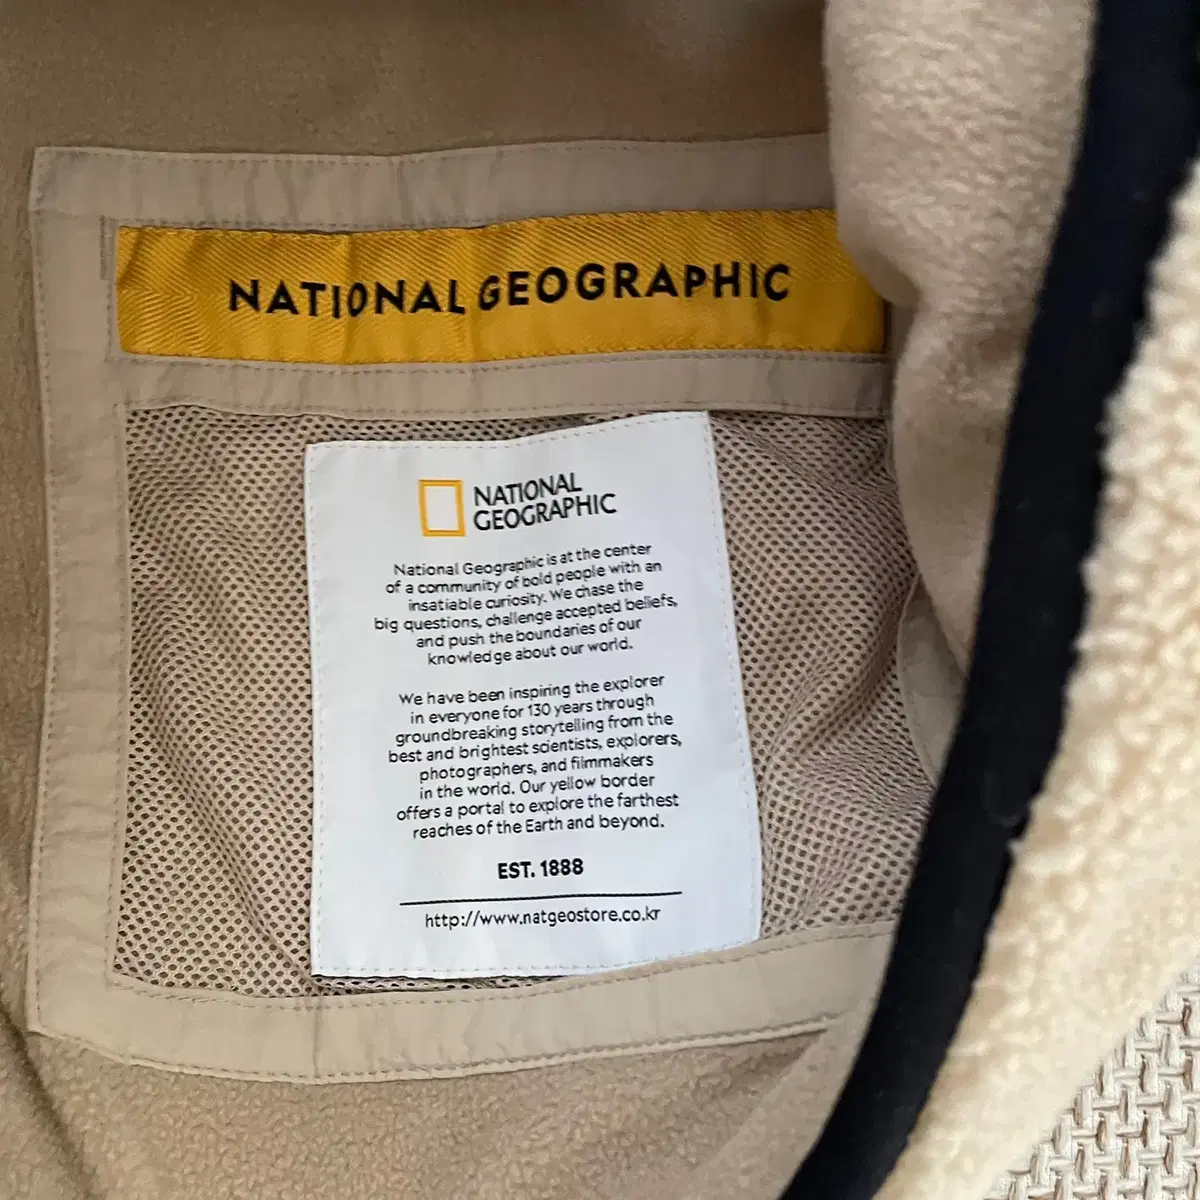 NATIONAL GEOGRAPHIC
NATIONAL
GEOGRAPHIC
National Geographic is at the center
of a community of bold people with an
insatiable curiosity. We chase the
big questions, challenge accepted beliefs,
and push the boundaries of our
knowledge about our world.
We have been inspiring the explorer
in everyone for 130 years through
groundbreaking storytelling from the
best and brightest scientists, explorers,
photographers, and filmmakers
in the world. Our yellow border
offers a portal to explore the farthest
reaches of the Earth and beyond.
EST. 1888
http://www.natgeostore.co.kr